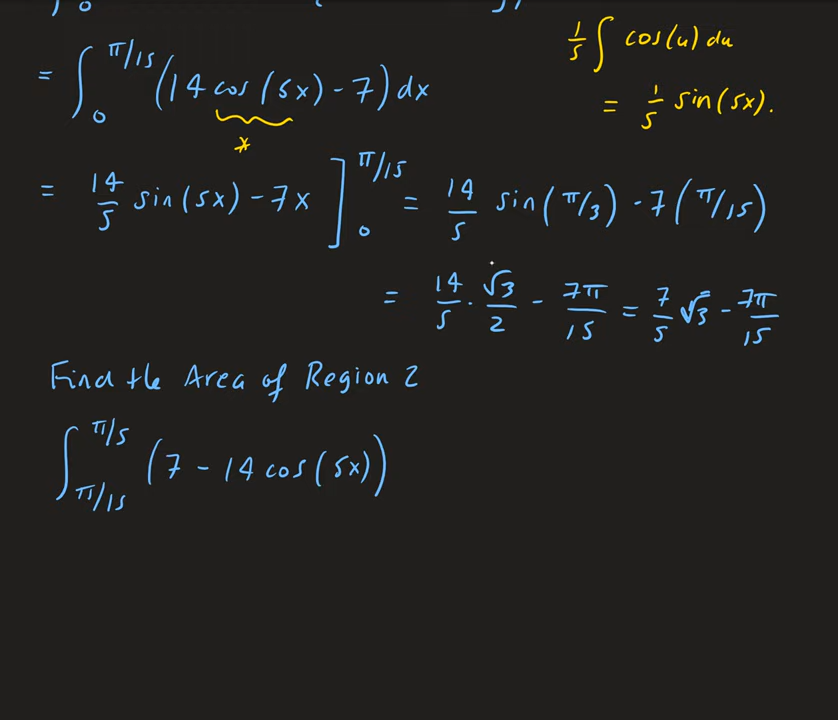 1/5 ∫ cos(u) du
= ∫_0^{π/15} (14 cos(5x) - 7) dx
= 1/5 sin(5x).
*
= 14/5 sin(5x) - 7x ]_0^{π/15} = 14/5 sin(π/3) - 7(π/15)
= 14/5 · √3/2 - 7π/15 = 7/5 √3 - 7π/15
Find the Area of Region 2
∫_{π/15}^{π/5} (7 - 14 cos(5x))